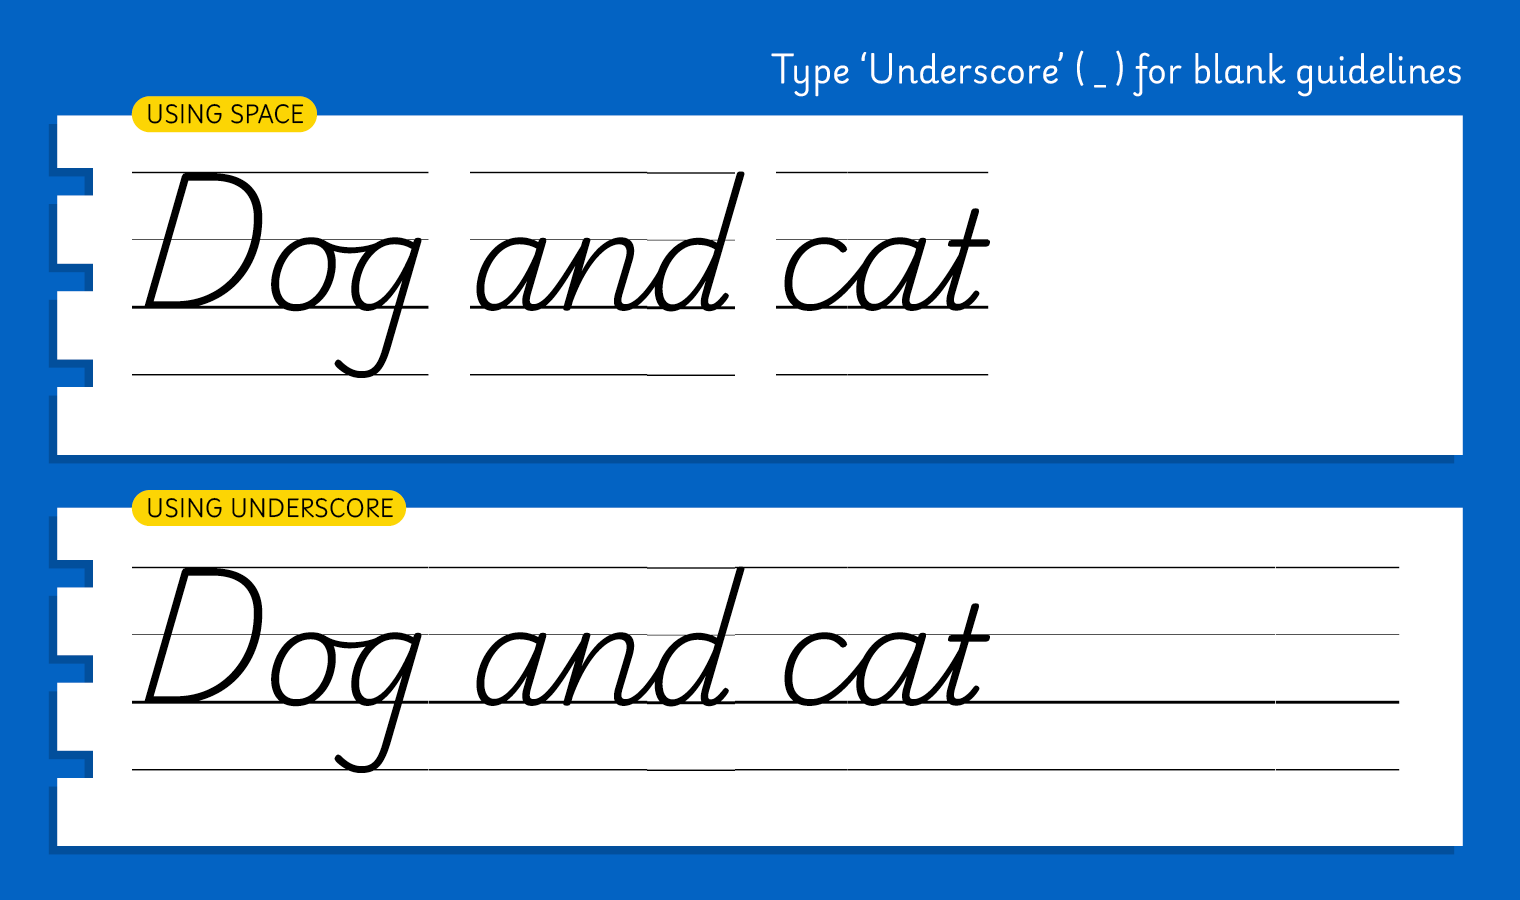 Type ‘Underscore’ ( _ ) for blank guidelines
USING SPACE
Dog and cat
USING UNDERSCORE
Dog and cat